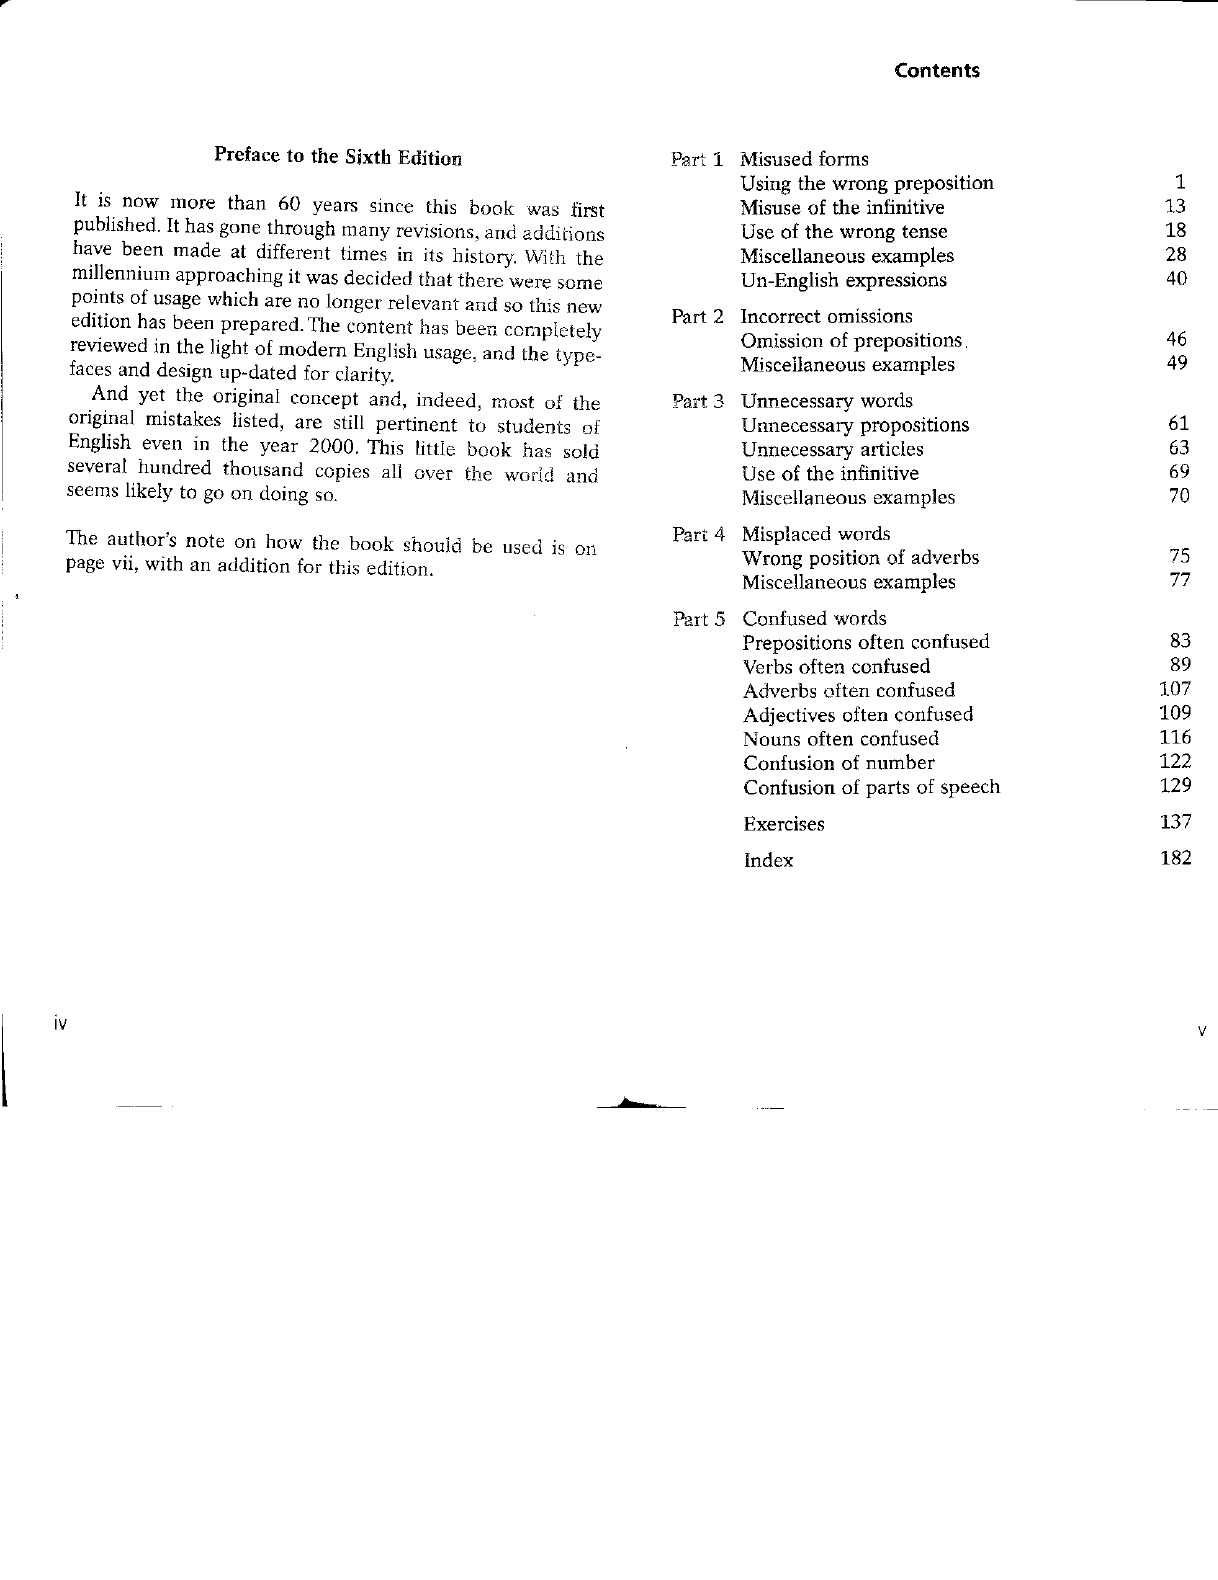 Preface to the Sixth Edition
It is now more than 60 years since this book was first
published. It has gone through many revisions, and additions
have been made at different times in its history. With the
millennium approaching it was decided that there were some
points of usage which are no longer relevant and so this new
edition has been prepared. The content has been completely
reviewed in the light of modern English usage, and the type-
faces and design up-dated for clarity.
And yet the original concept and, indeed, most of the
original mistakes listed, are still pertinent to students of
English even in the year 2000. This little book has sold
several hundred thousand copies all over the world and
seems likely to go on doing so.
The author's note on how the book should be used is on
page vii, with an addition for this edition.
iv
Contents
Part 1 Misused forms
Using the wrong preposition 1
Misuse of the infinitive 13
Use of the wrong tense 18
Miscellaneous examples 28
Un-English expressions 40
Part 2 Incorrect omissions
Omission of prepositions 46
Miscellaneous examples 49
Part 3 Unnecessary words
Unnecessary propositions 61
Unnecessary articles 63
Use of the infinitive 69
Miscellaneous examples 70
Part 4 Misplaced words
Wrong position of adverbs 75
Miscellaneous examples 77
Part 5 Confused words
Prepositions often confused 83
Verbs often confused 89
Adverbs often confused 107
Adjectives often confused 109
Nouns often confused 116
Confusion of number 122
Confusion of parts of speech 129
Exercises 137
Index 182
v